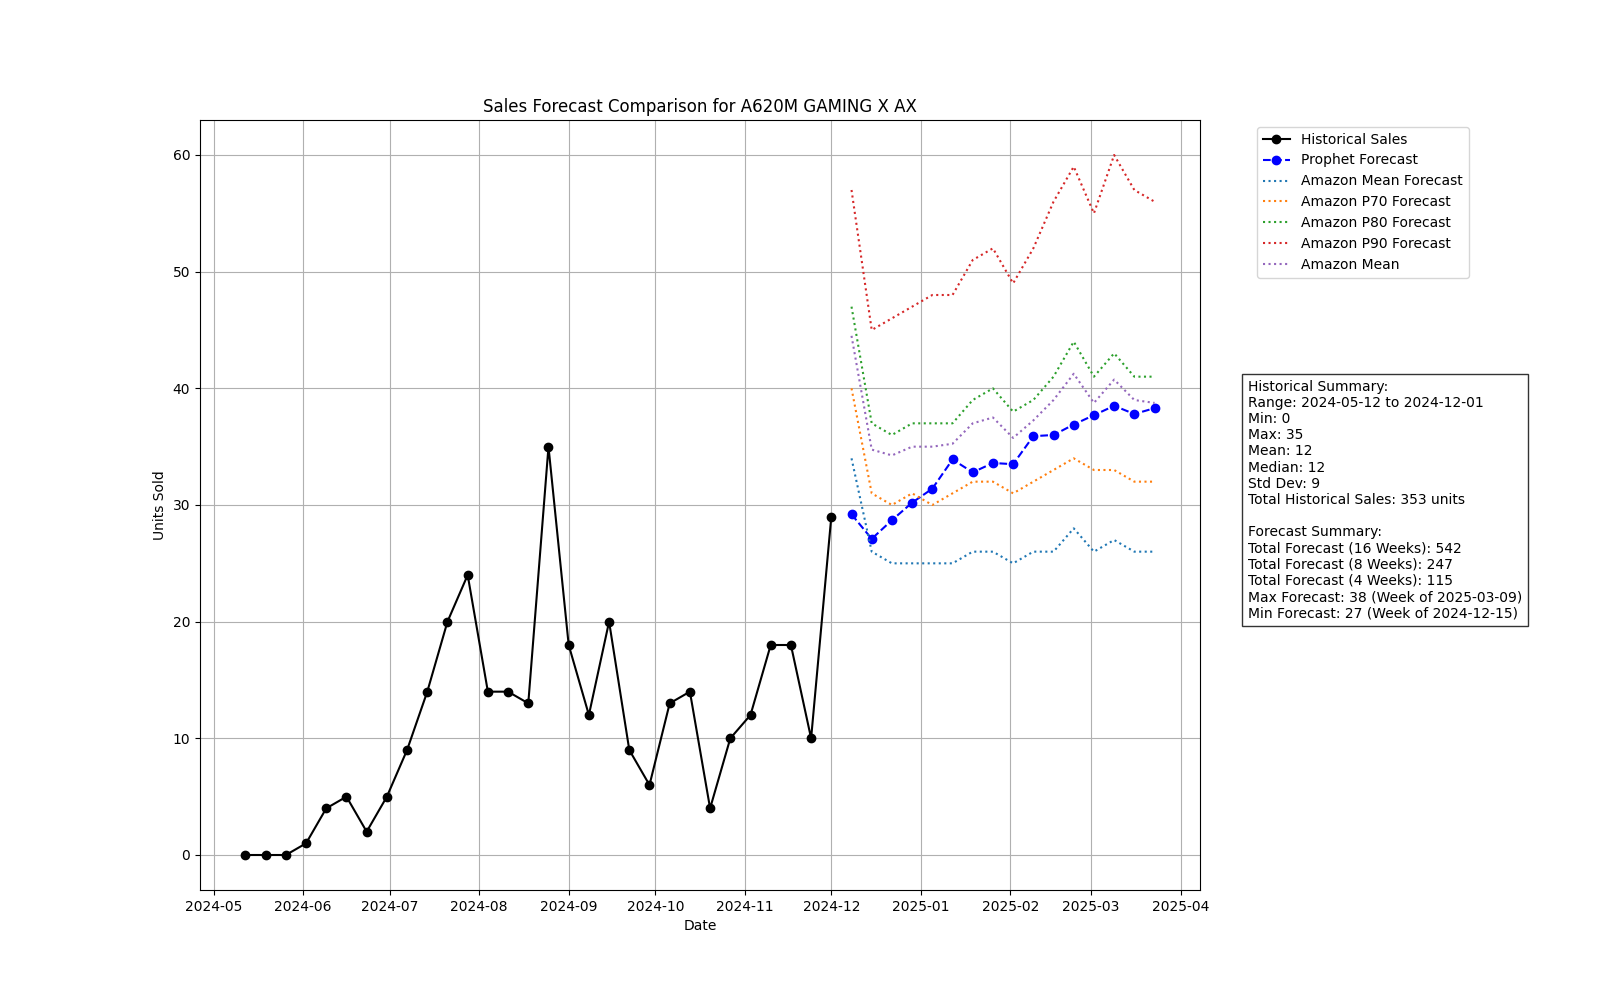 Sales Forecast Comparison for A620M GAMING X AX
Units Sold
60
50
40
30
20
10
0
2024-05 2024-06 2024-07 2024-08 2024-09 2024-10 2024-11 2024-12 2025-01 2025-02 2025-03 2025-04
Date
Historical Sales
Prophet Forecast
Amazon Mean Forecast
Amazon P70 Forecast
Amazon P80 Forecast
Amazon P90 Forecast
Amazon Mean
Historical Summary:
Range: 2024-05-12 to 2024-12-01
Min: 0
Max: 35
Mean: 12
Median: 12
Std Dev: 9
Total Historical Sales: 353 units
Forecast Summary:
Total Forecast (16 Weeks): 542
Total Forecast (8 Weeks): 247
Total Forecast (4 Weeks): 115
Max Forecast: 38 (Week of 2025-03-09)
Min Forecast: 27 (Week of 2024-12-15)